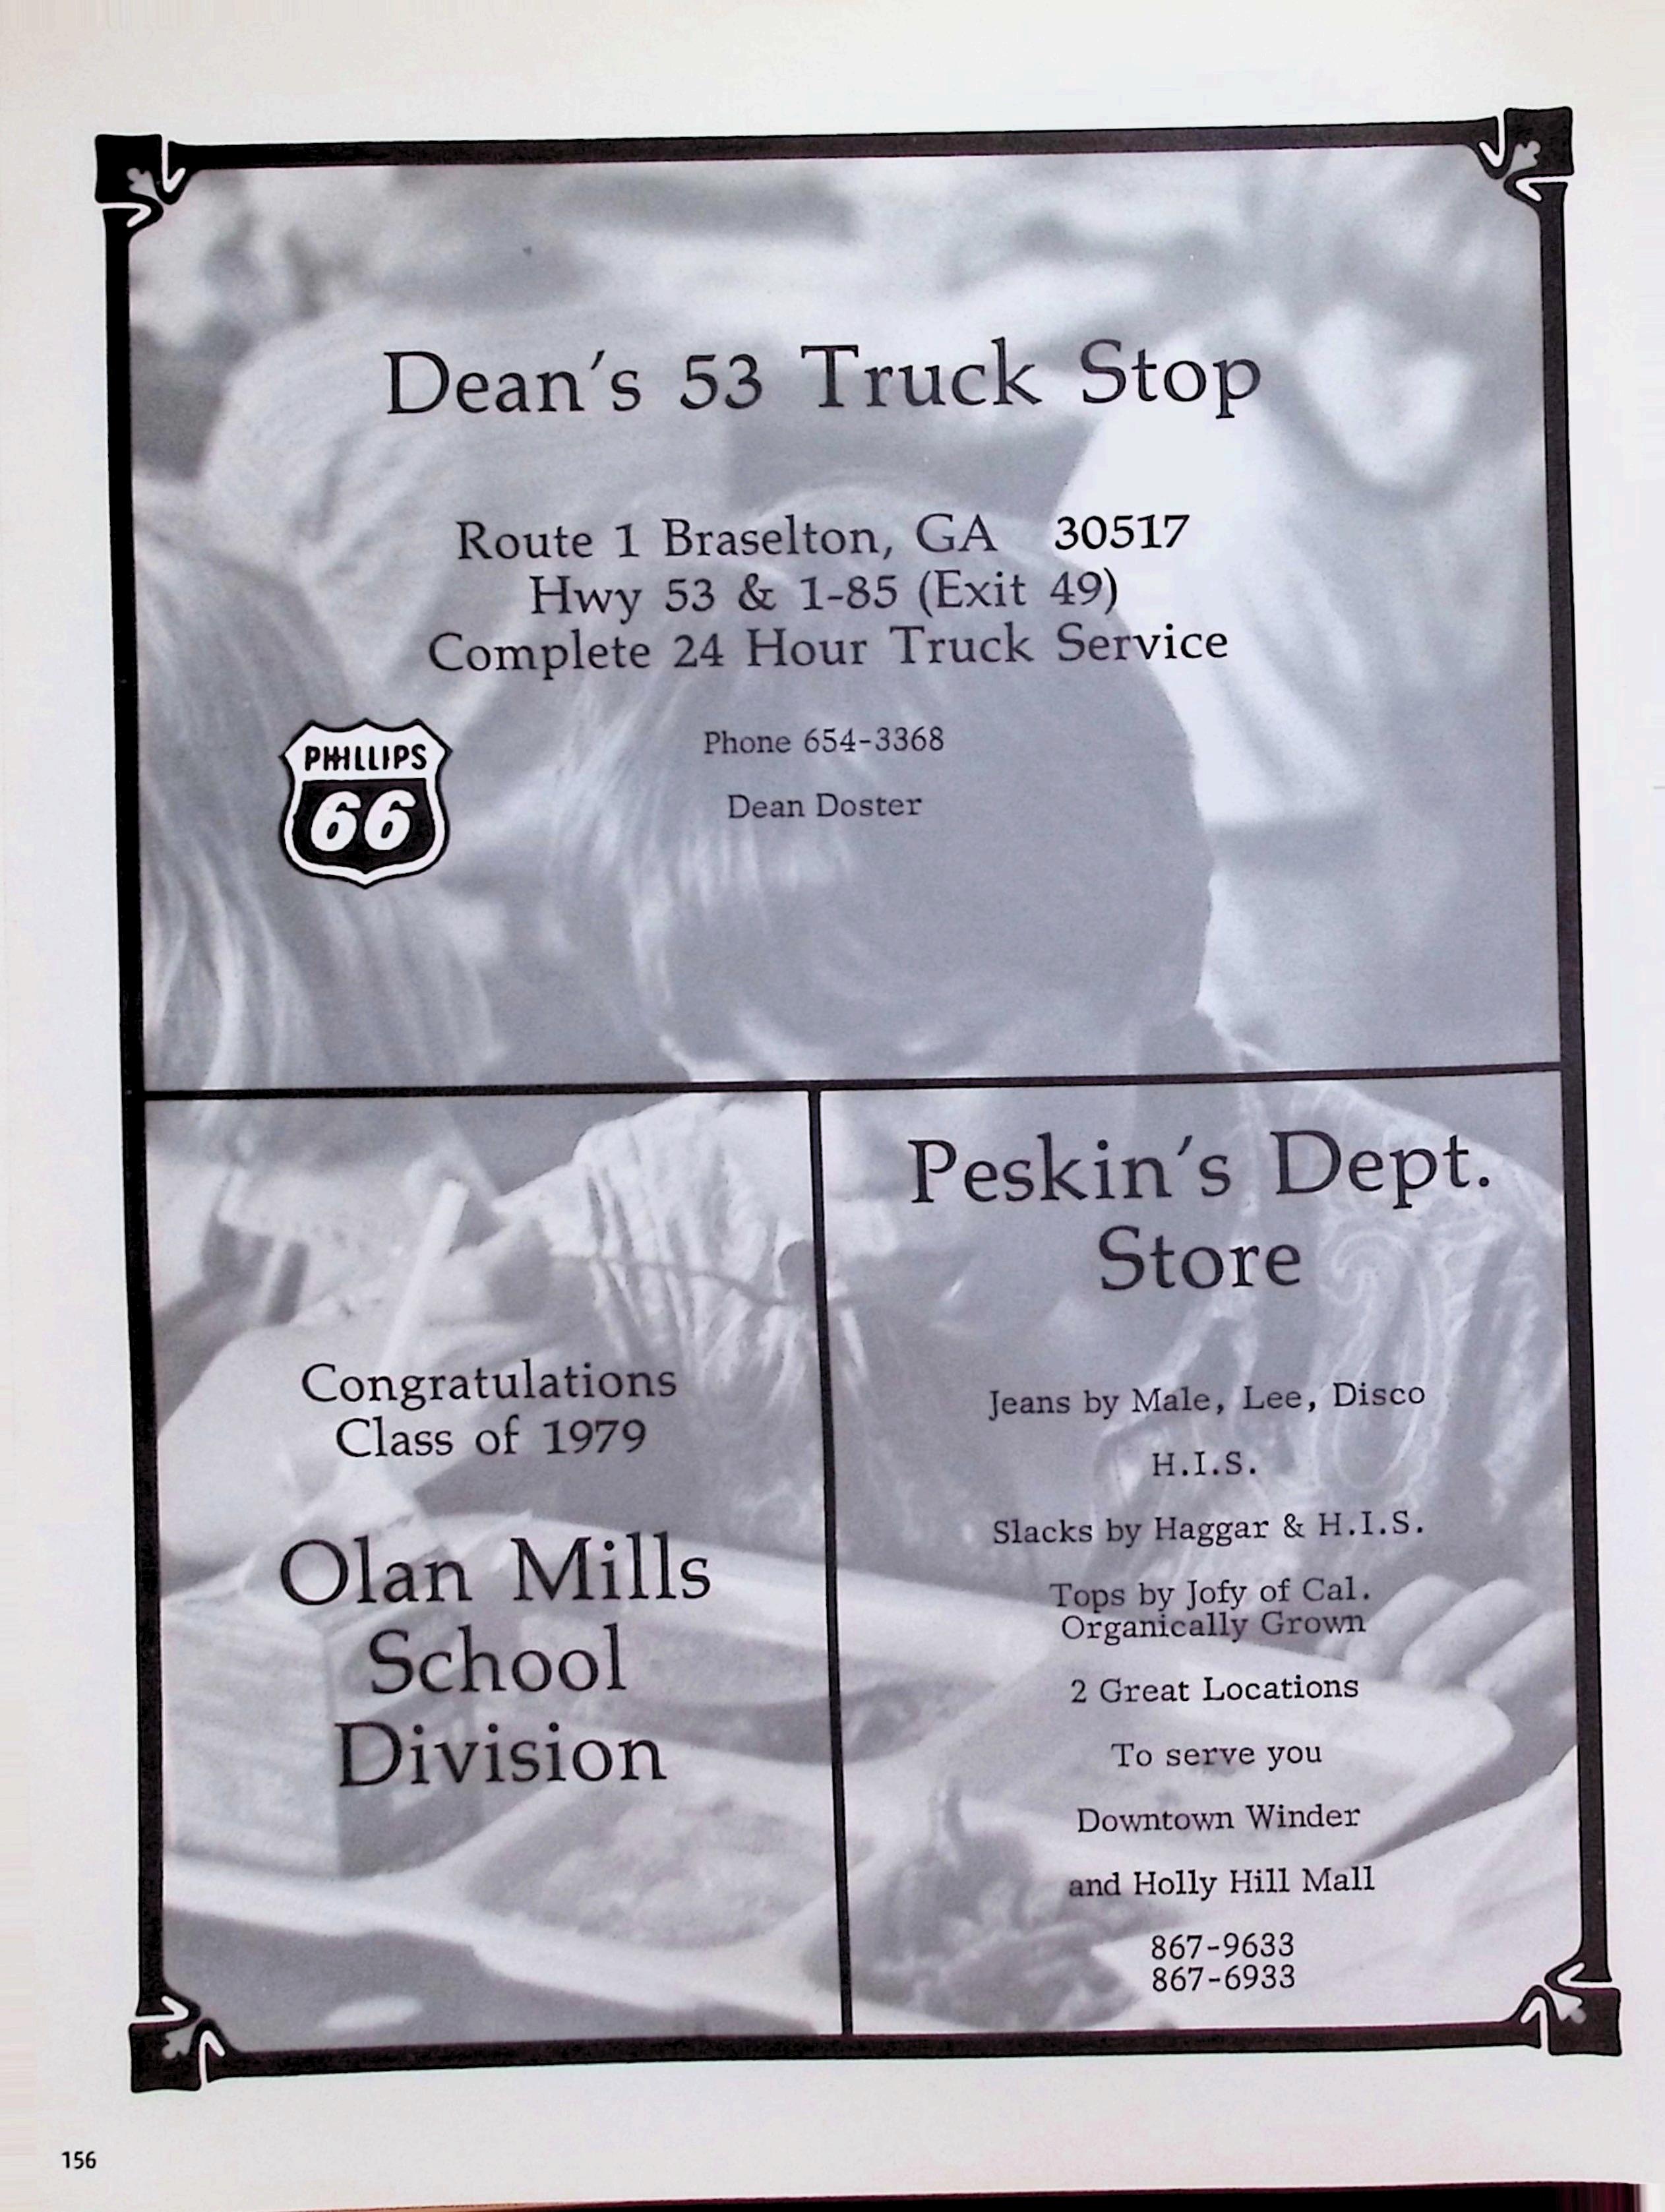 Dean's 53 Truck Stop
Route 1 Braselton, GA 30517
Hwy 53 & 1-85 (Exit 49)
Complete 24 Hour Truck Service
PHILLIPS
66
Phone 654-3368
Dean Doster
Congratulations
Class of 1979
Olan Mills
School
Division
Peskin's Dept.
Store
Jeans by Male, Lee, Disco
H.I.S.
Slacks by Haggar & H.I.S.
Tops by Jofy of Cal.
Organically Grown
2 Great Locations
To serve you
Downtown Winder
and Holly Hill Mall
867-9633
867-6933
156